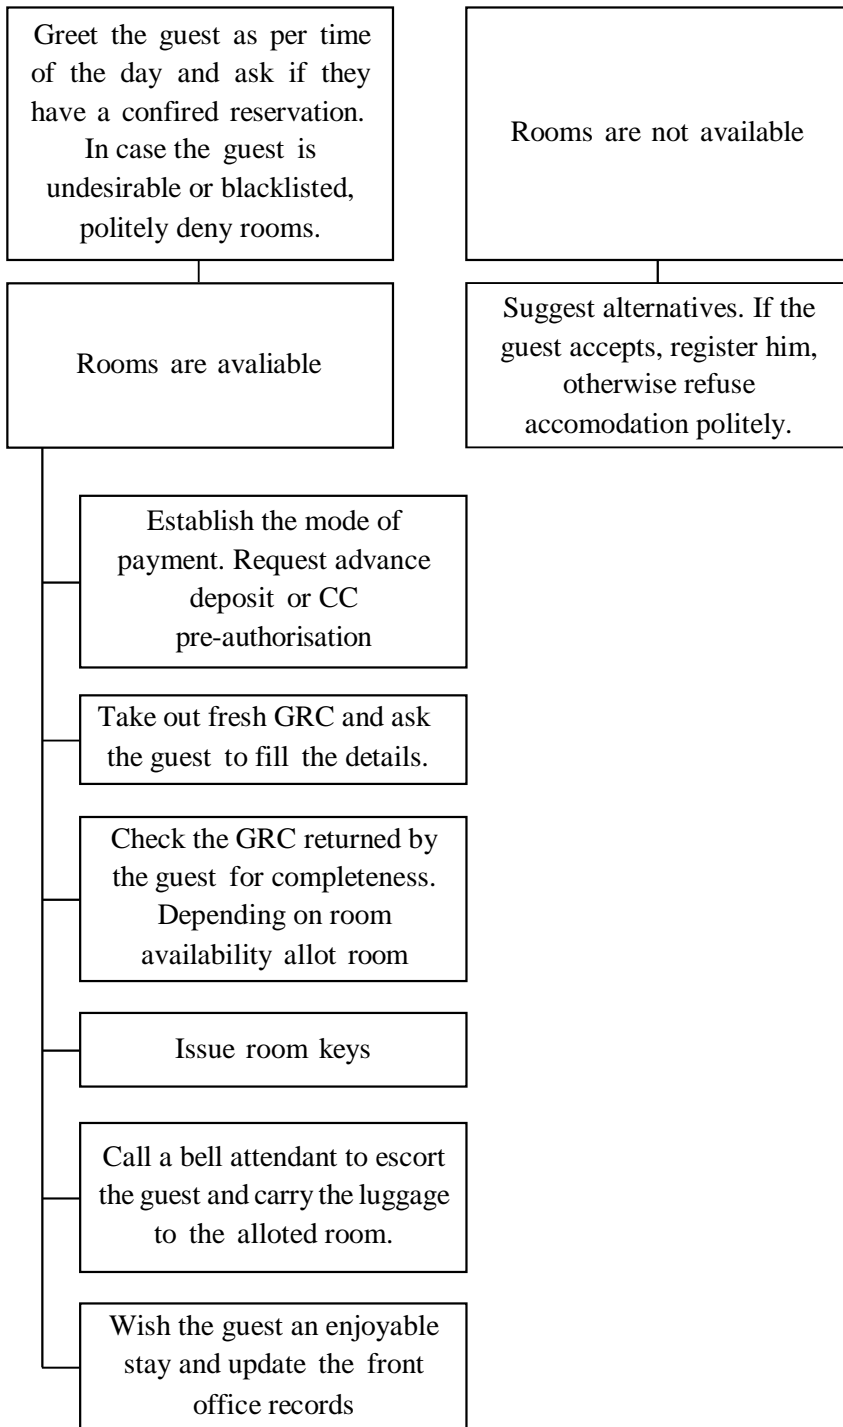 Greet the guest as per time
of the day and ask if they
have a confired reservation.
In case the guest is
undesirable or blacklisted,
politely deny rooms.
Rooms are not available
Rooms are avaliable
Suggest alternatives. If the
guest accepts, register him,
otherwise refuse
accomodation politely.
Establish the mode of
payment. Request advance
deposit or CC
pre-authorisation
Take out fresh GRC and ask
the guest to fill the details.
Check the GRC returned by
the guest for completeness.
Depending on room
availability allot room
Issue room keys
Call a bell attendant to escort
the guest and carry the luggage
to the alloted room.
Wish the guest an enjoyable
stay and update the front
office records